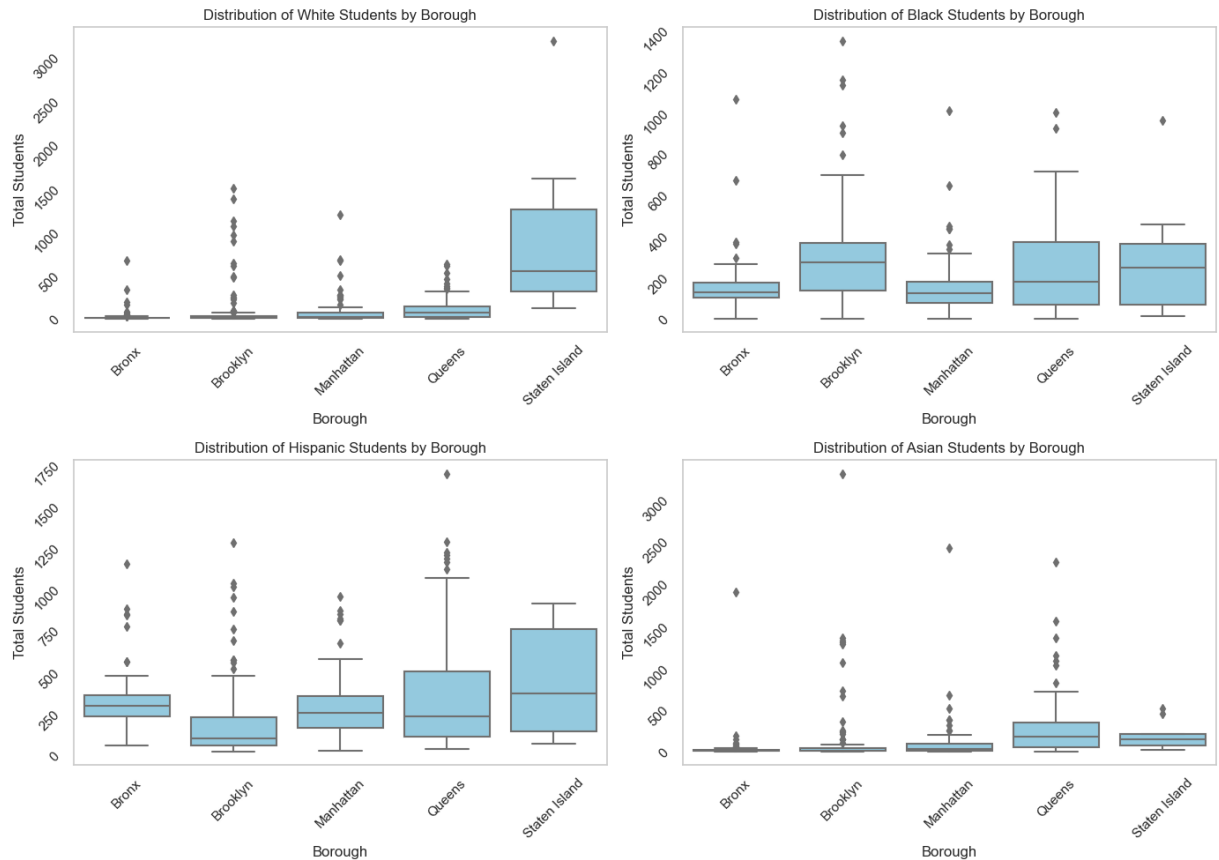 Distribution of White Students by Borough
3000
2500
2000
1500
1000
500
0
Total Students
Bronx
Brooklyn
Manhattan
Queens
Staten Island
Borough
Distribution of Black Students by Borough
1400
1200
1000
800
600
400
200
0
Total Students
Bronx
Brooklyn
Manhattan
Queens
Staten Island
Borough
Distribution of Hispanic Students by Borough
1750
1500
1250
1000
750
500
250
0
Total Students
Bronx
Brooklyn
Manhattan
Queens
Staten Island
Borough
Distribution of Asian Students by Borough
3000
2500
2000
1500
1000
500
0
Total Students
Bronx
Brooklyn
Manhattan
Queens
Staten Island
Borough